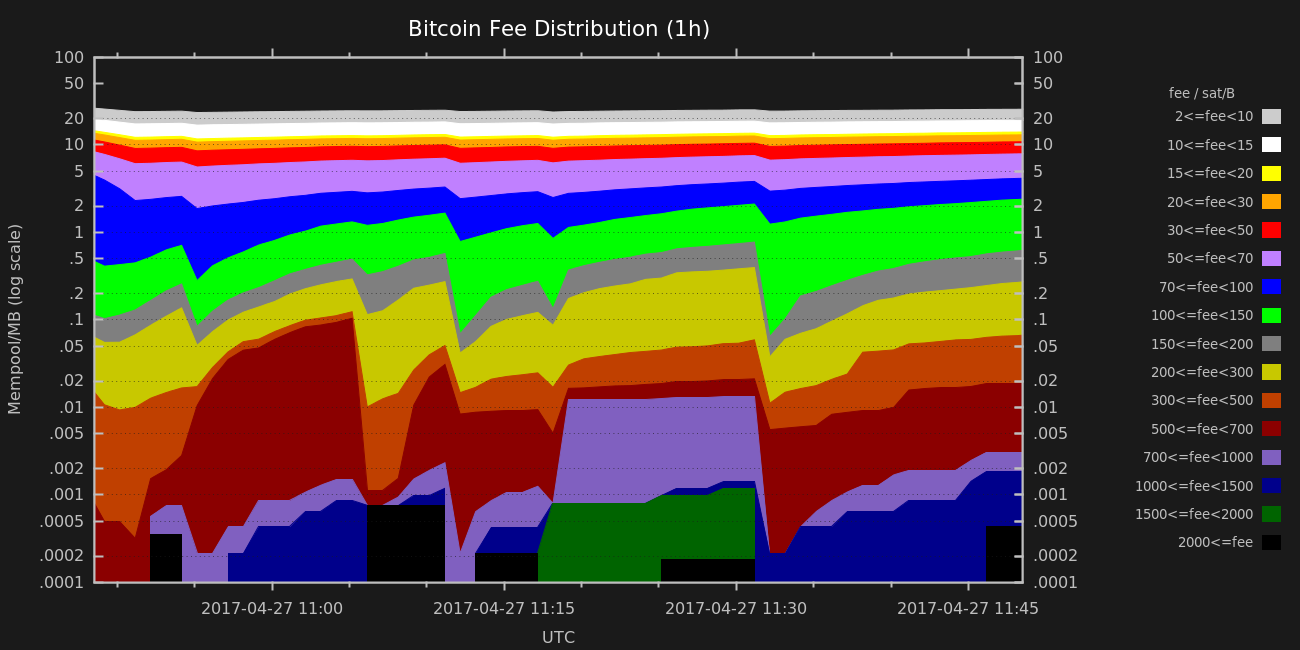 Bitcoin Fee Distribution (1h)
100 100
50 50
20 20
10 10
5 5
2 2
1 1
.5 .5
.2 .2
.1 .1
.05 .05
.02 .02
.01 .01
.005 .005
.002 .002
.001 .001
.0005 .0005
.0002 .0002
.0001 .0001
Mempool/MB (log scale)
2017-04-27 11:00 2017-04-27 11:15 2017-04-27 11:30 2017-04-27 11:45
UTC
fee / sat/B
2<=fee<10
10<=fee<15
15<=fee<20
20<=fee<30
30<=fee<50
50<=fee<70
70<=fee<100
100<=fee<150
150<=fee<200
200<=fee<300
300<=fee<500
500<=fee<700
700<=fee<1000
1000<=fee<1500
1500<=fee<2000
2000<=fee